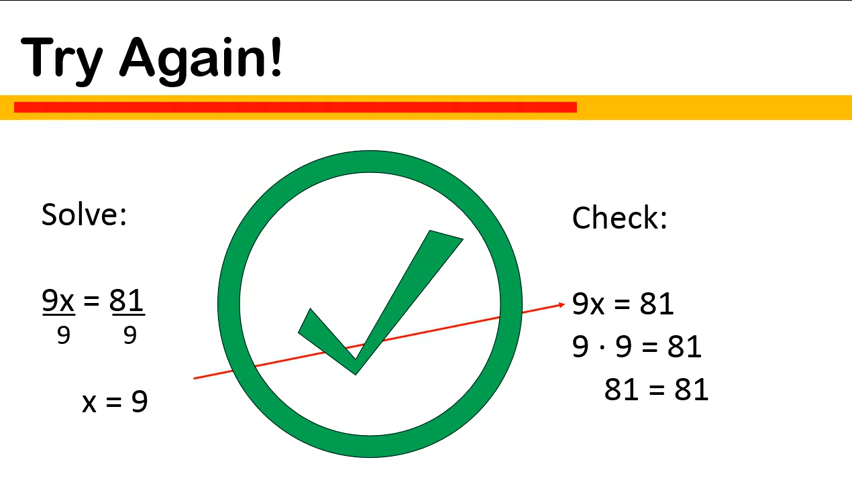 Try Again!
Solve:
9x = 81
9 9
x = 9
Check:
9x = 81
9 · 9 = 81
81 = 81